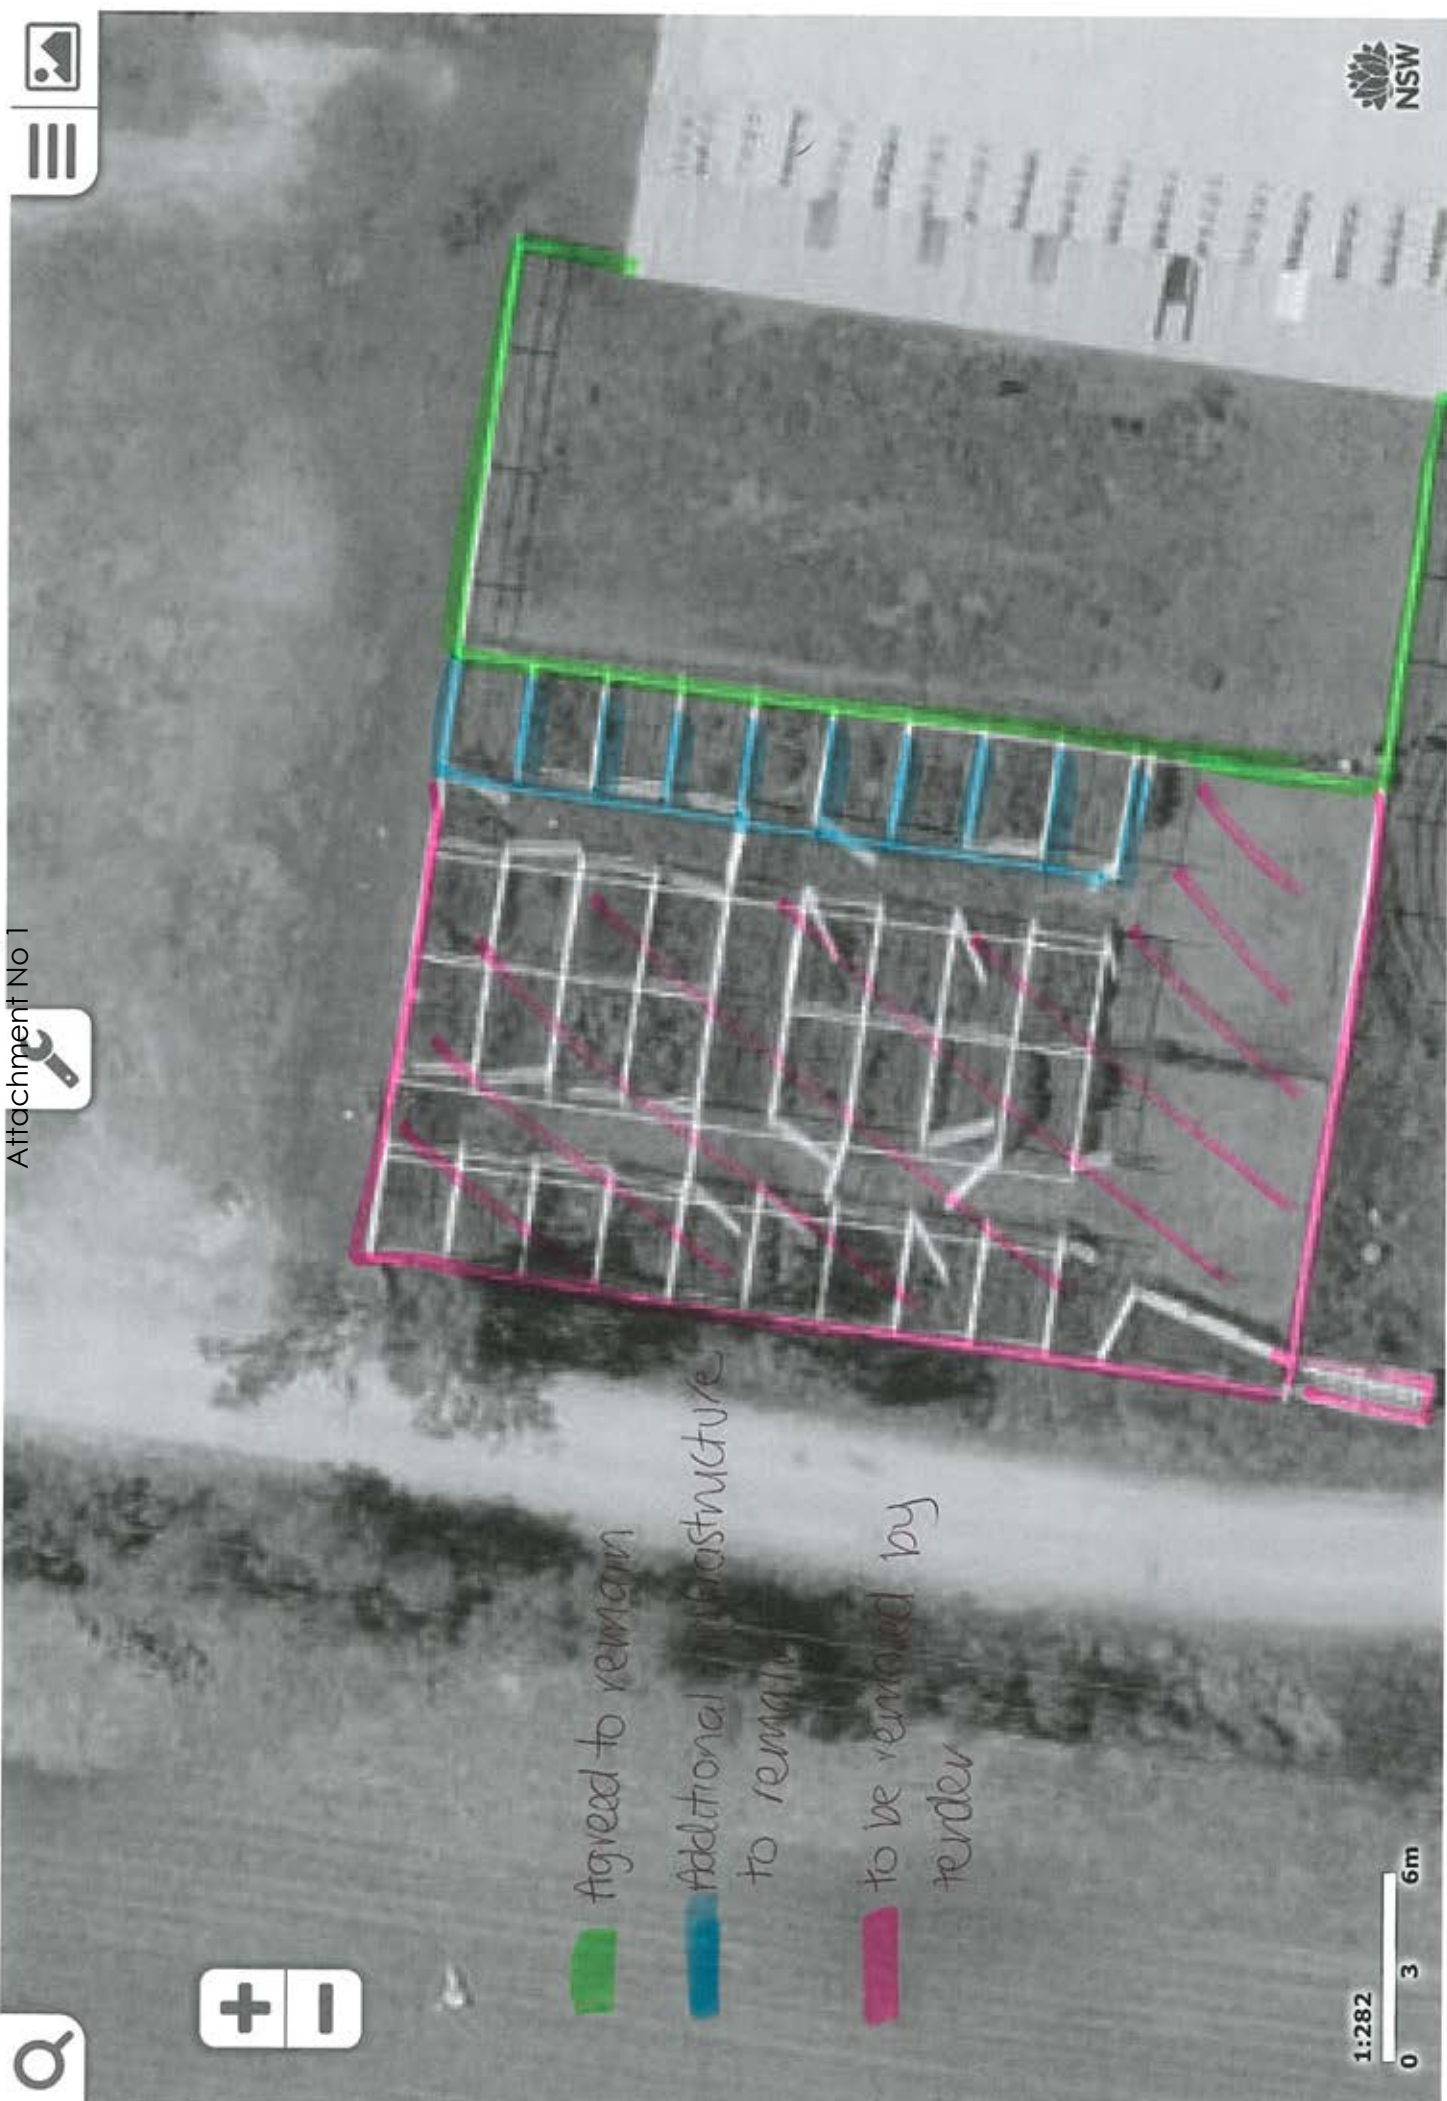 Attachment No 1
NSW
Agreed to remain
Additional infrastructure
to remain
to be removed by
tender
1:282
0 3 6m